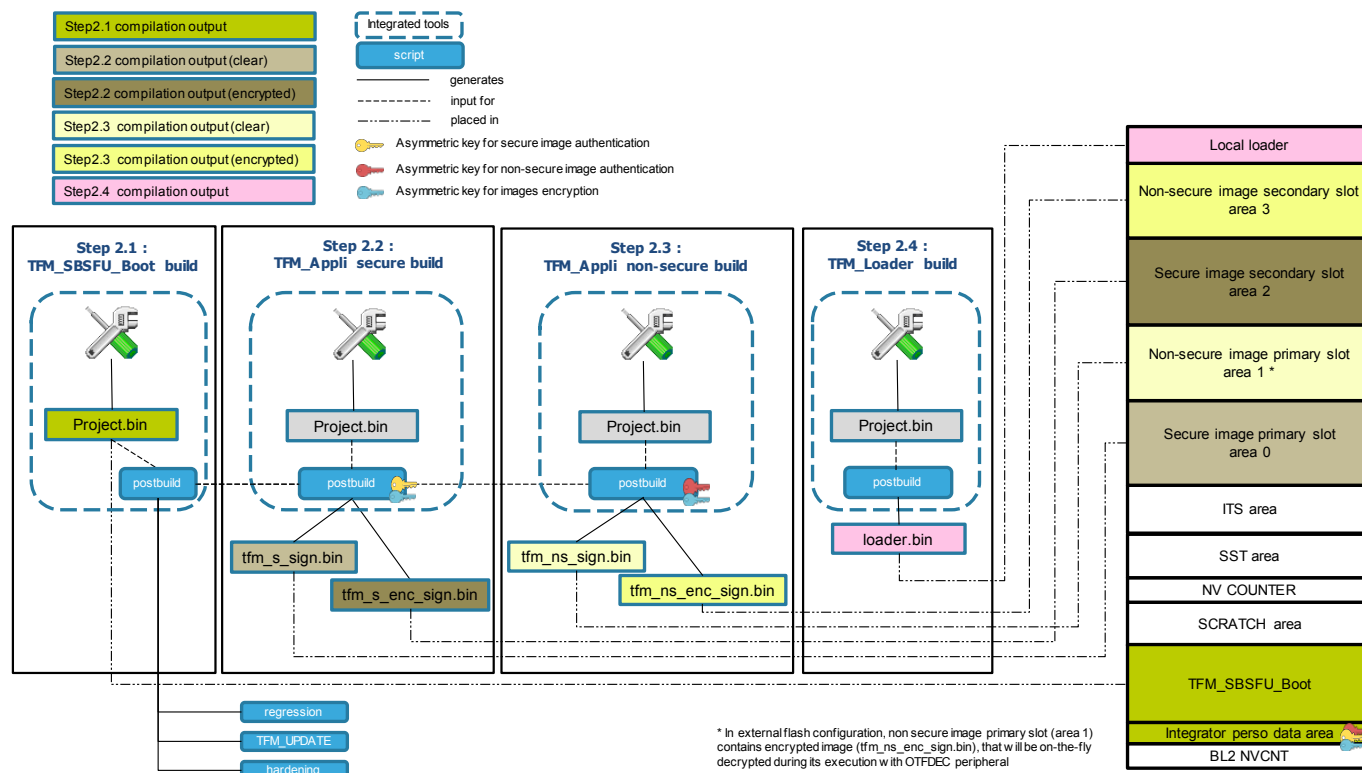 Step2.1 compilation output
Step2.2 compilation output (clear)
Step2.2 compilation output (encrypted)
Step2.3 compilation output (clear)
Step2.3 compilation output (encrypted)
Step2.4 compilation output
Integrated tools
script
generates
input for
placed in
Asymmetric key for secure image authentication
Asymmetric key for non-secure image authentication
Asymmetric key for images encryption
Step 2.1 :
TFM_SBSFU_Boot build
Project.bin
postbuild
Step 2.2 :
TFM_Appli secure build
Project.bin
postbuild
tfm_s_sign.bin
tfm_s_enc_sign.bin
Step 2.3 :
TFM_Appli non-secure build
Project.bin
postbuild
tfm_ns_sign.bin
tfm_ns_enc_sign.bin
Step 2.4 :
TFM_Loader build
Project.bin
postbuild
loader.bin
Local loader
Non-secure image secondary slot
area 3
Secure image secondary slot
area 2
Non-secure image primary slot
area 1 *
Secure image primary slot
area 0
ITS area
SST area
NV COUNTER
SCRATCH area
TFM_SBSFU_Boot
Integrator perso data area
BL2 NVCNT
regression
TFM_UPDATE
hardening
* In external flash configuration, non secure image primary slot (area 1)
contains encrypted image (tfm_ns_enc_sign.bin), that will be on-the-fly
decrypted during its execution with OTFDEC peripheral